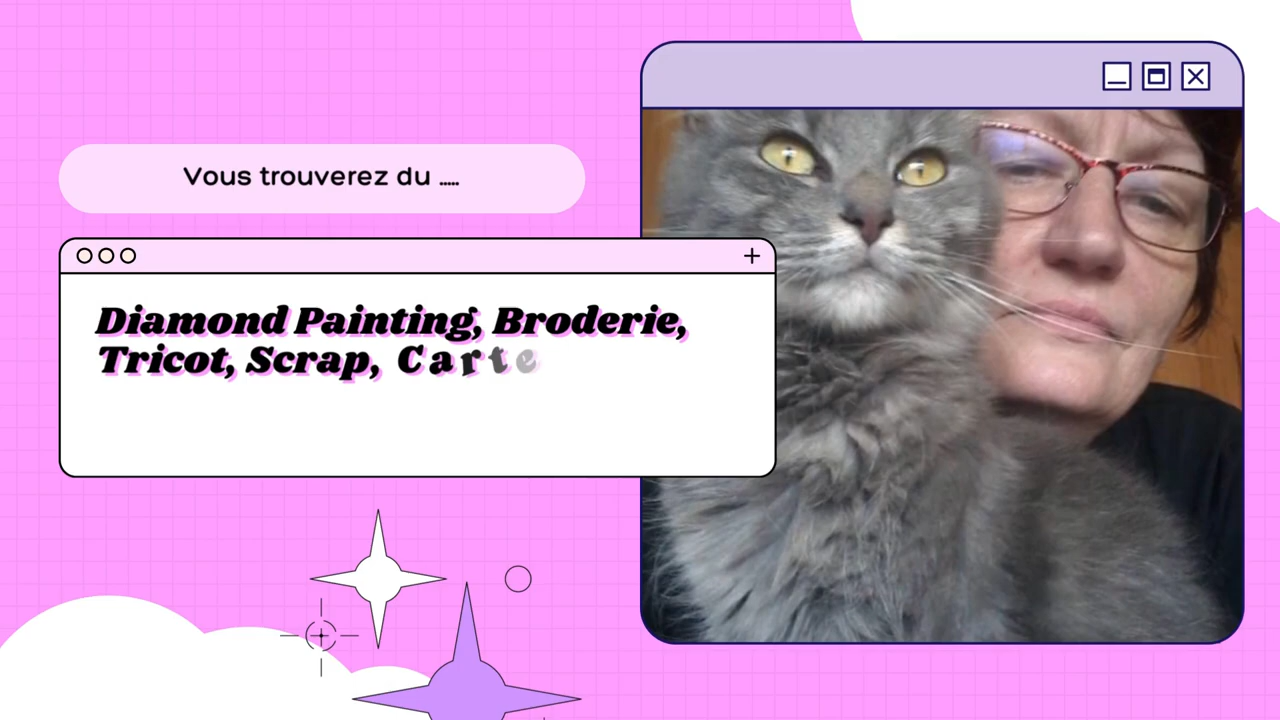 Vous trouverez du .....
Diamond Painting, Broderie,
Tricot, Scrap, Carte